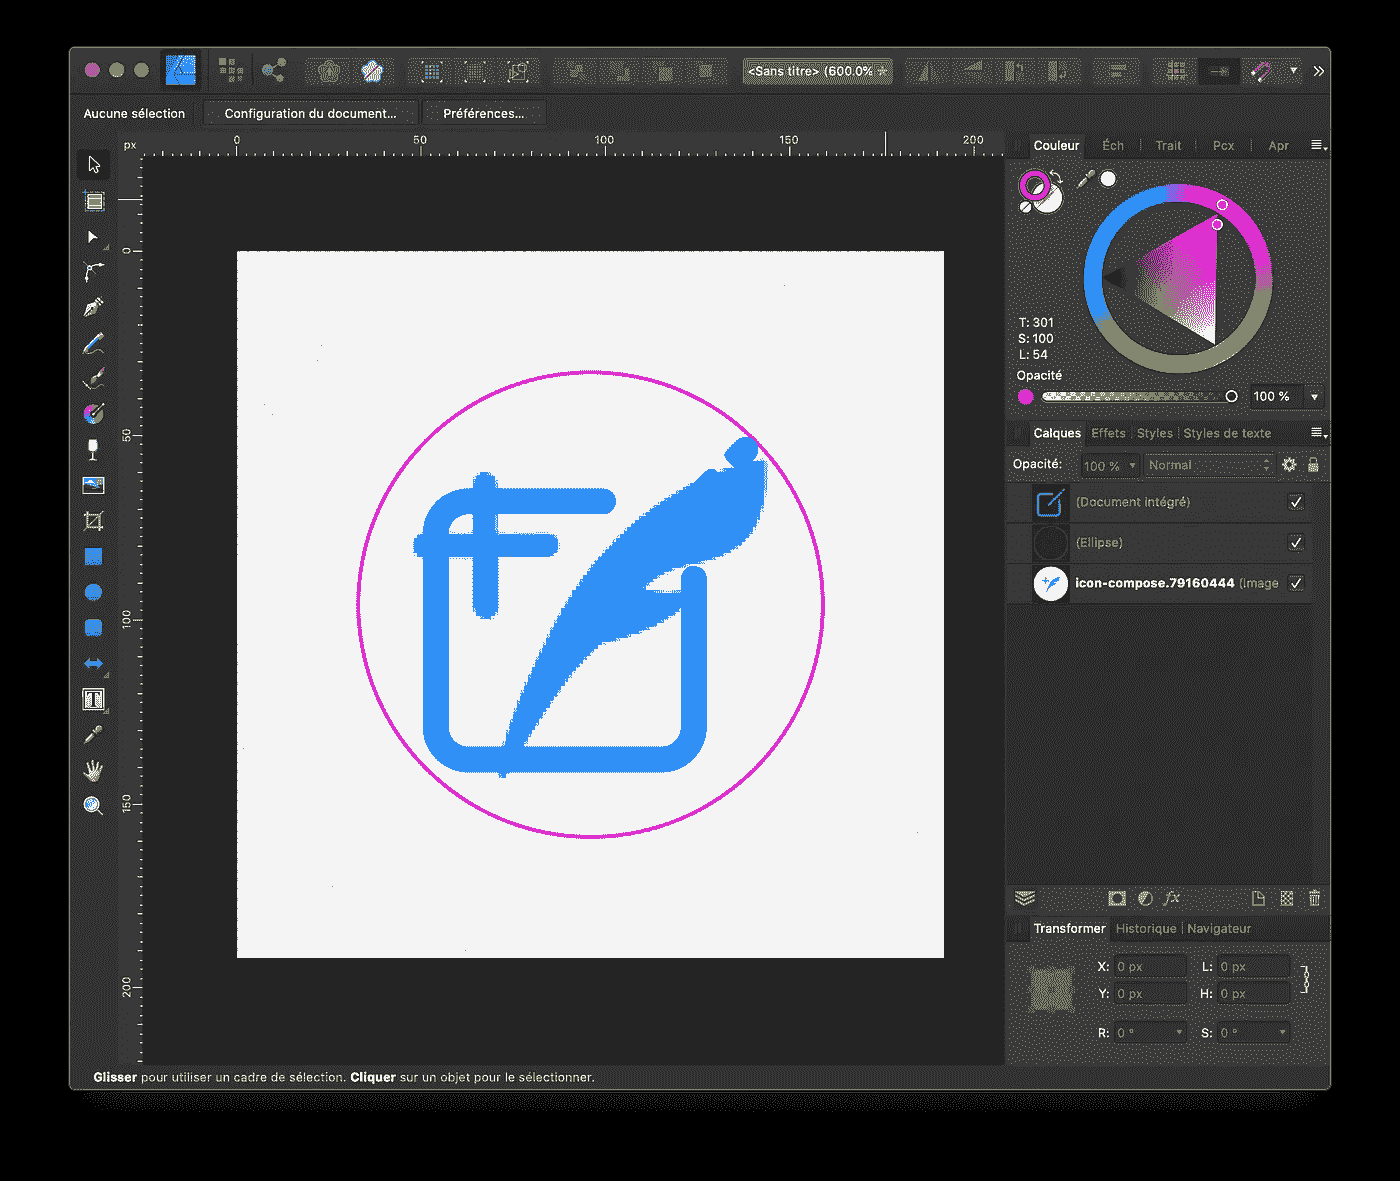 <Sans titre> (600.0%
Aucune sélection
Configuration du document...
Préférences...
px
0
50
100
150
200
0
50
100
150
200
Couleur
Éch
Trait
Pcx
Apr
T: 301
S: 100
L: 54
Opacité
100 %
Calques
Effets
Styles
Styles de texte
Opacité:
100 %
Normal
(Document intégré)
(Ellipse)
icon-compose.79160444 (Image
fx
Transformer
Historique
Navigateur
X: 0 px
L: 0 px
Y: 0 px
H: 0 px
R: 0 °
S: 0 °
Glisser pour utiliser un cadre de sélection. Cliquer sur un objet pour le sélectionner.